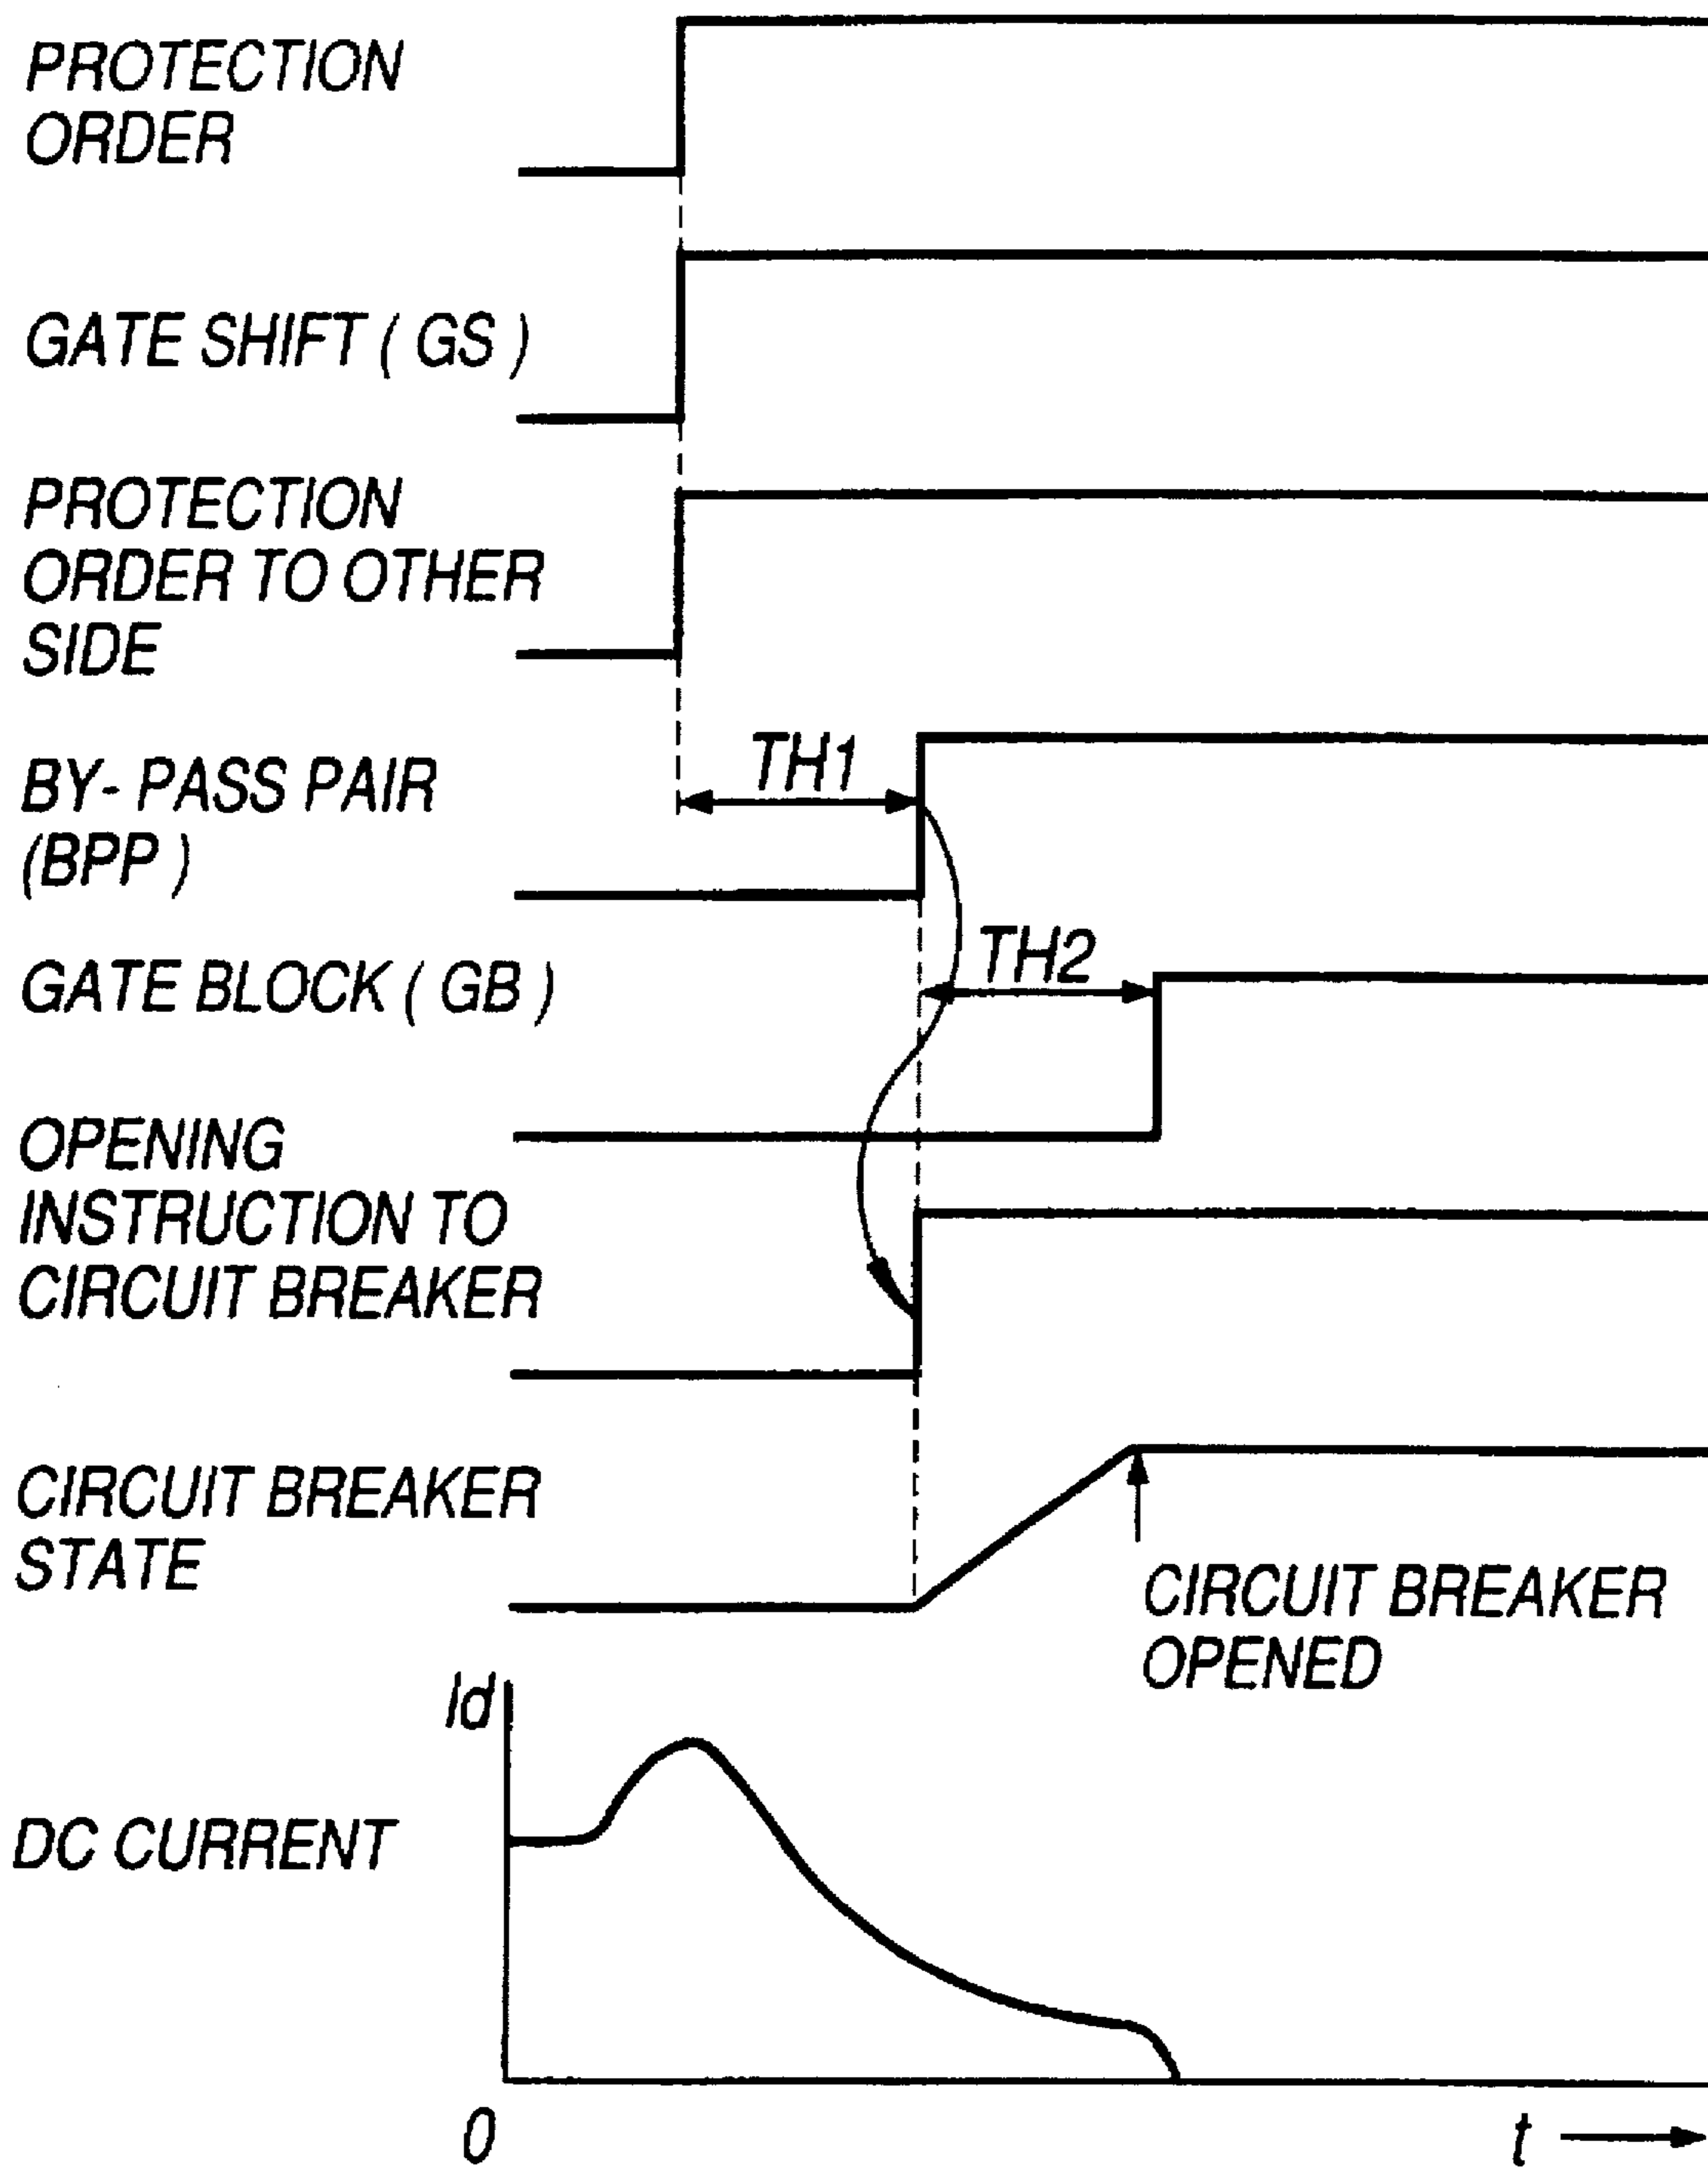 PROTECTION
ORDER
GATE SHIFT ( GS )
PROTECTION
ORDER TO OTHER
SIDE
BY- PASS PAIR
(BPP )
TH1
TH2
GATE BLOCK ( GB )
OPENING
INSTRUCTION TO
CIRCUIT BREAKER
CIRCUIT BREAKER
STATE
CIRCUIT BREAKER
OPENED
Id
DC CURRENT
0
t